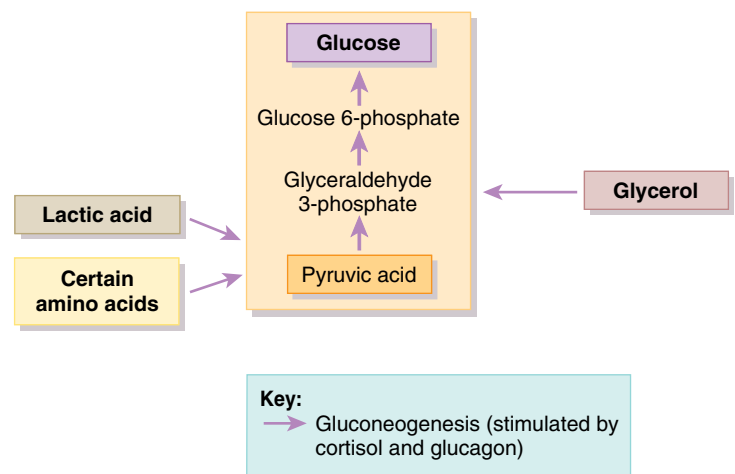 Glucose
Glucose 6-phosphate
Glyceraldehyde
3-phosphate
Lactic acid
Glycerol
Certain
amino acids
Pyruvic acid
Key:
Gluconeogenesis (stimulated by
cortisol and glucagon)